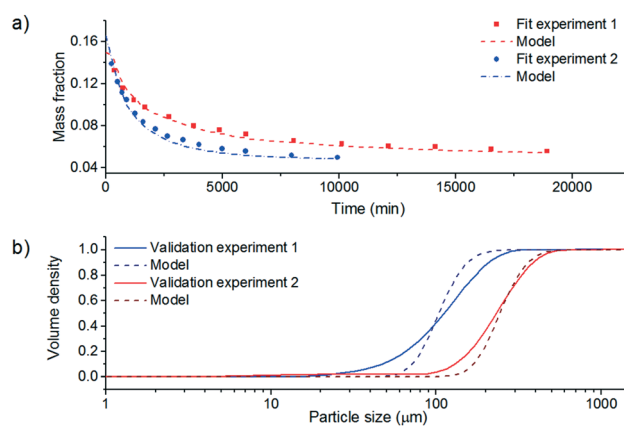 a)
Fit experiment 1
Model
Fit experiment 2
Model
Mass fraction
0.16
0.12
0.08
0.04
0 5000 10000 15000 20000
Time (min)
b)
Validation experiment 1
Model
Validation experiment 2
Model
Volume density
1.0
0.8
0.6
0.4
0.2
0.0
1 10 100 1000
Particle size (μm)